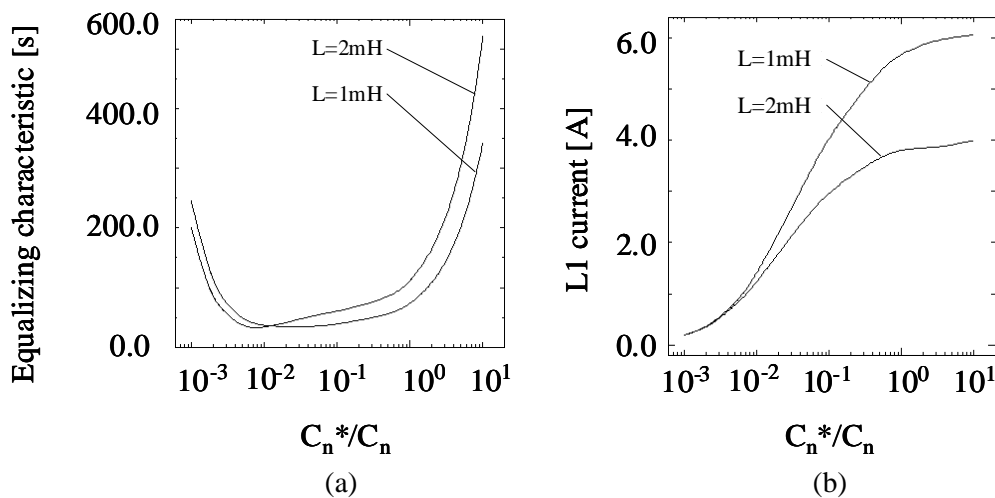 Equalizing characteristic [s]
600.0
400.0
200.0
0.0
L=2mH
L=1mH
10⁻³ 10⁻² 10⁻¹ 10⁰ 10¹
Cₙ*/Cₙ
(a)
L1 current [A]
6.0
4.0
2.0
0.0
L=1mH
L=2mH
10⁻³ 10⁻² 10⁻¹ 10⁰ 10¹
Cₙ*/Cₙ
(b)